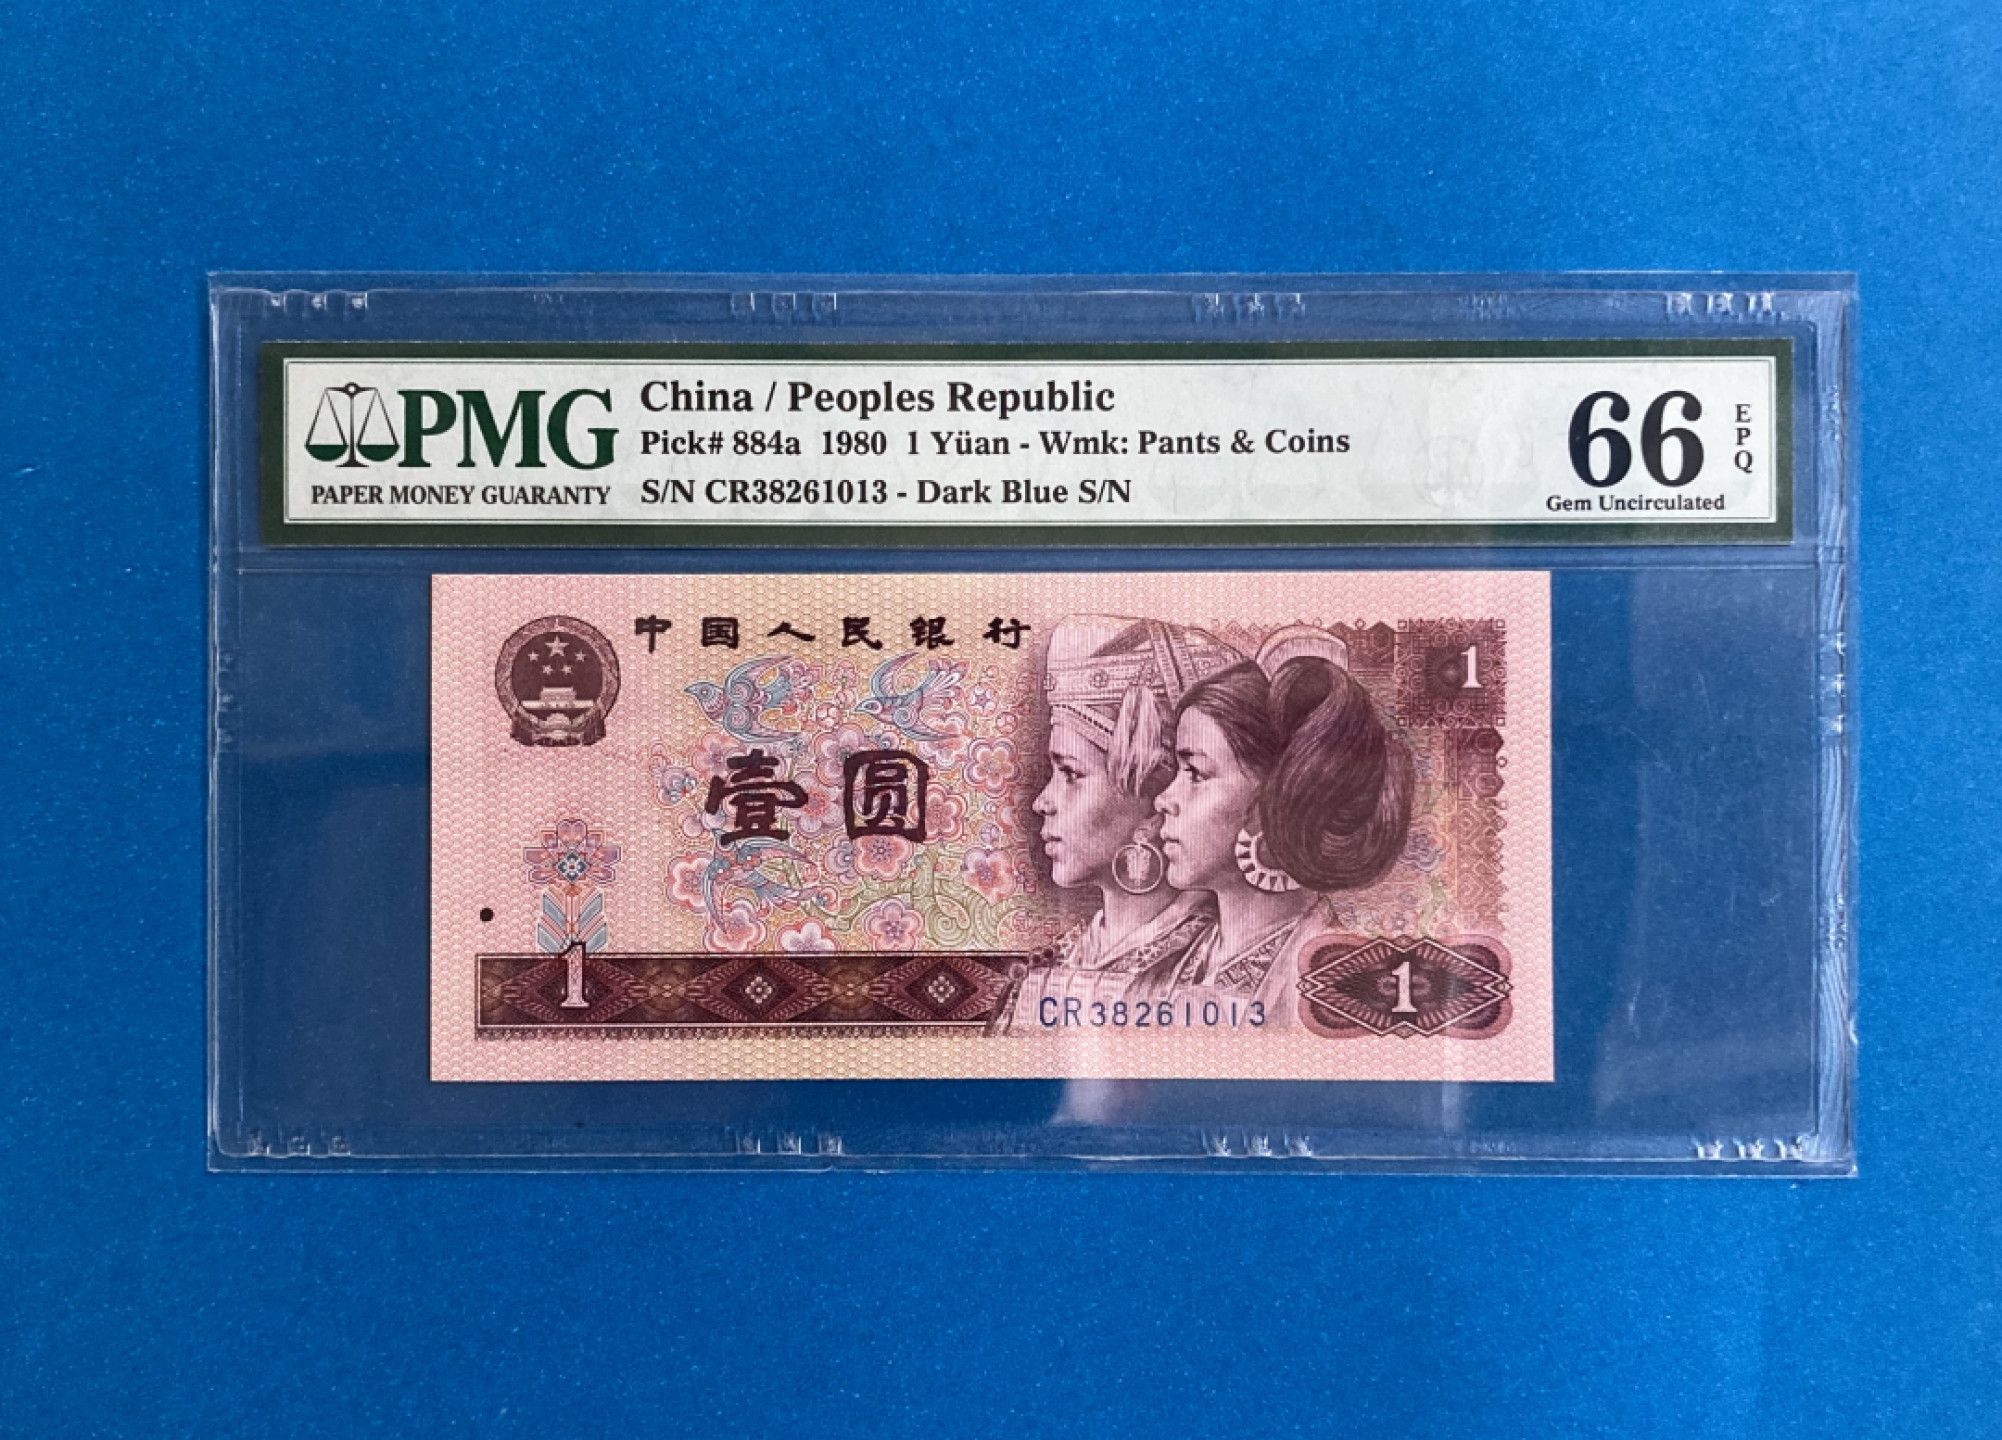 PMG
PAPER MONEY GUARANTY
China / Peoples Republic
Pick# 884a 1980 1 Yüan - Wmk: Pants & Coins
S/N CR38261013 - Dark Blue S/N
66
EPQ
Gem Uncirculated
中国人民银行
1
壹圆
1
CR38261013
1